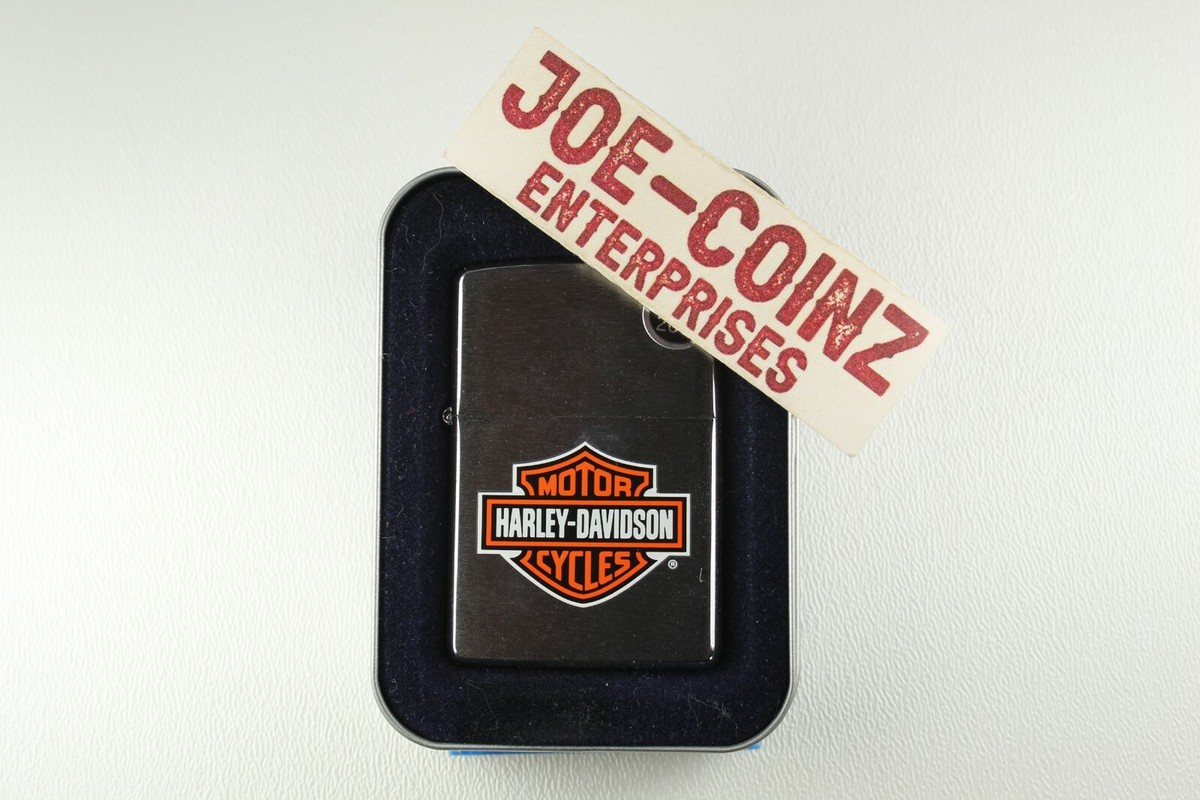 JOE-COINZ
ENTERPRISES
MOTOR
HARLEY-DAVIDSON
CYCLES
®